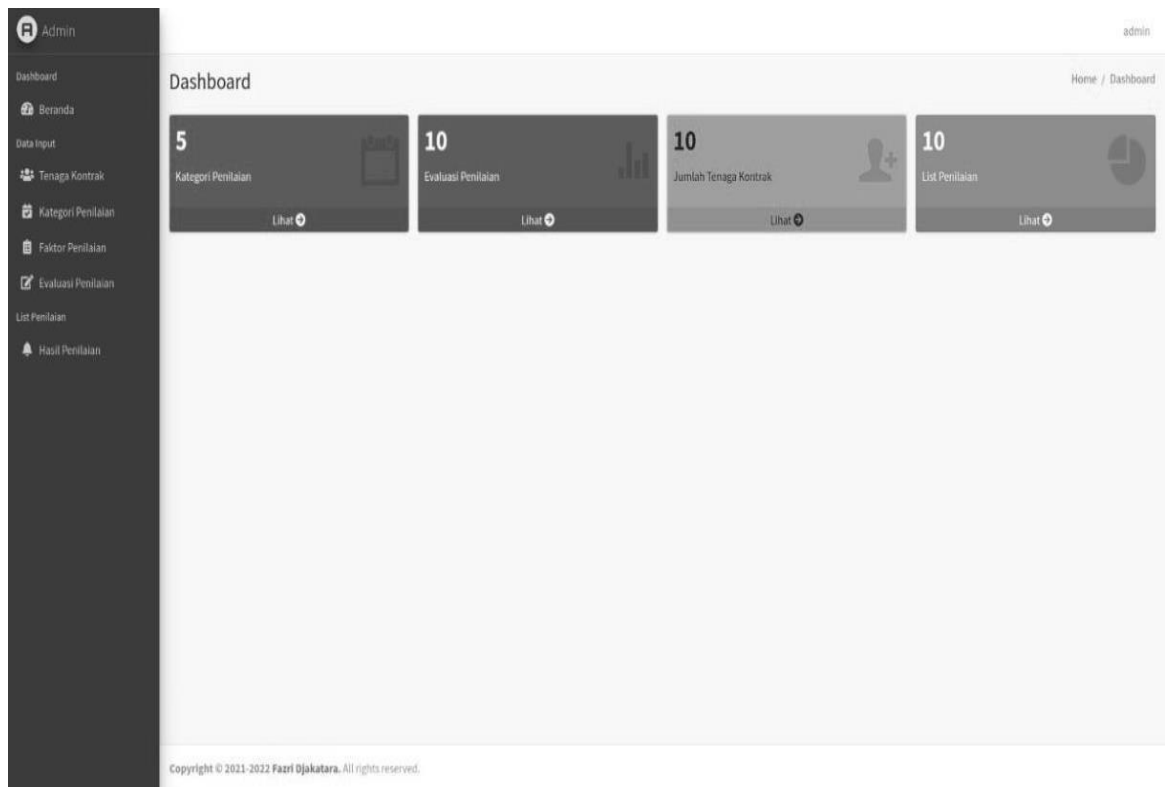 Admin
admin
Dashboard
Beranda
Data Input
Tenaga Kontrak
Kategori Penilaian
Faktor Penilaian
Evaluasi Penilaian
List Penilaian
Hasil Penilaian
Dashboard
Home / Dashboard
5
Kategori Penilaian
Lihat
10
Evaluasi Penilaian
Lihat
10
Jumlah Tenaga Kontrak
Lihat
10
List Penilaian
Lihat
Copyright © 2021-2022 Fazri Djakatara. All rights reserved.